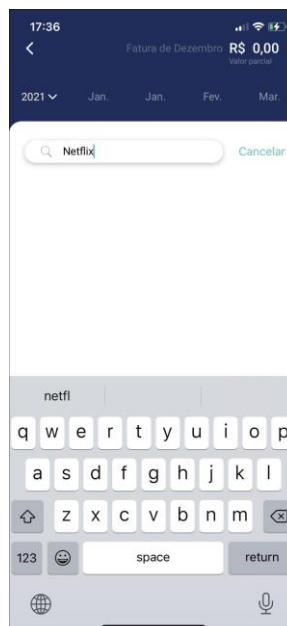 17:36
Fatura de Dezembro R$ 0,00
Valor parcial
2021 Jan. Jan. Fev. Mar.
Netflix Cancelar
netfl
q w e r t y u i o p
a s d f g h j k l
z x c v b n m
123 space return